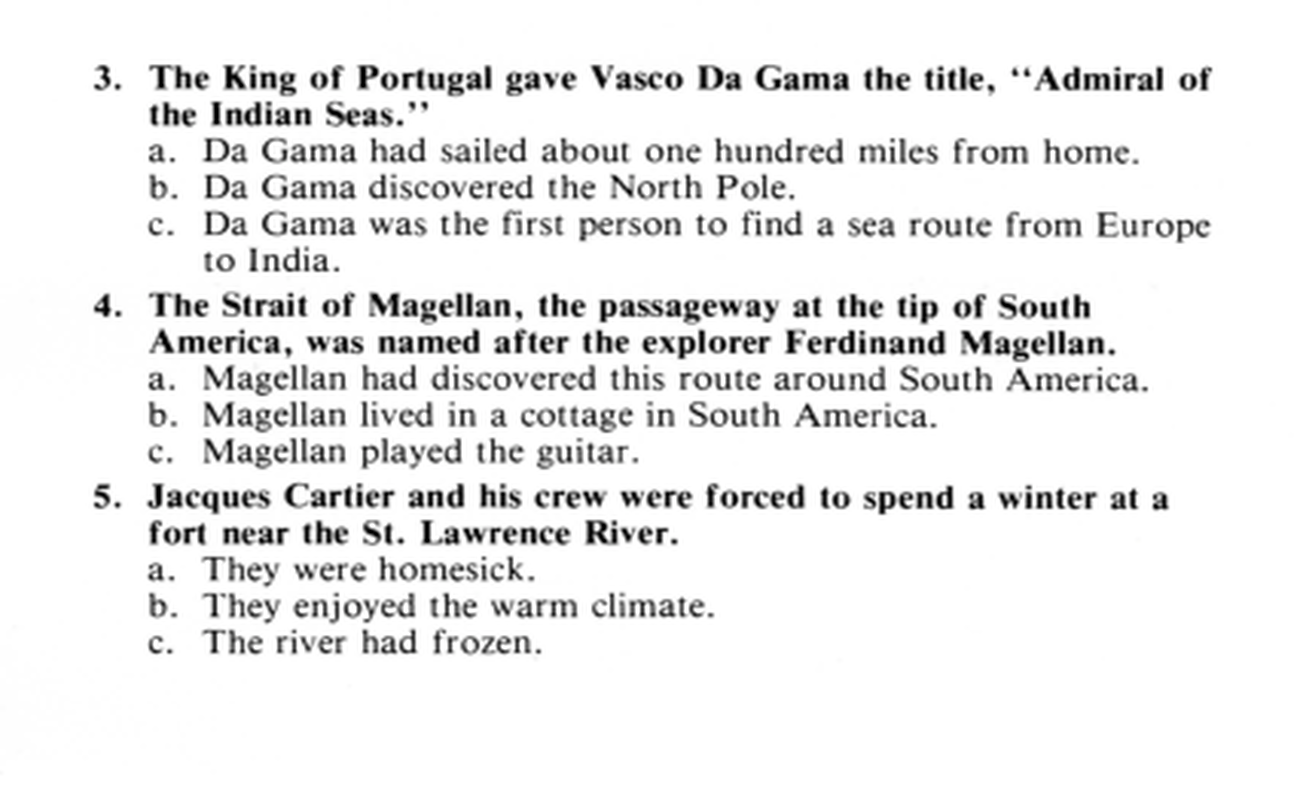 3. The King of Portugal gave Vasco Da Gama the title, ‘‘Admiral of
the Indian Seas.’’
a. Da Gama had sailed about one hundred miles from home.
b. Da Gama discovered the North Pole.
c. Da Gama was the first person to find a sea route from Europe
to India.
4. The Strait of Magellan, the passageway at the tip of South
America, was named after the explorer Ferdinand Magellan.
a. Magellan had discovered this route around South America.
b. Magellan lived in a cottage in South America.
c. Magellan played the guitar.
5. Jacques Cartier and his crew were forced to spend a winter at a
fort near the St. Lawrence River.
a. They were homesick.
b. They enjoyed the warm climate.
c. The river had frozen.